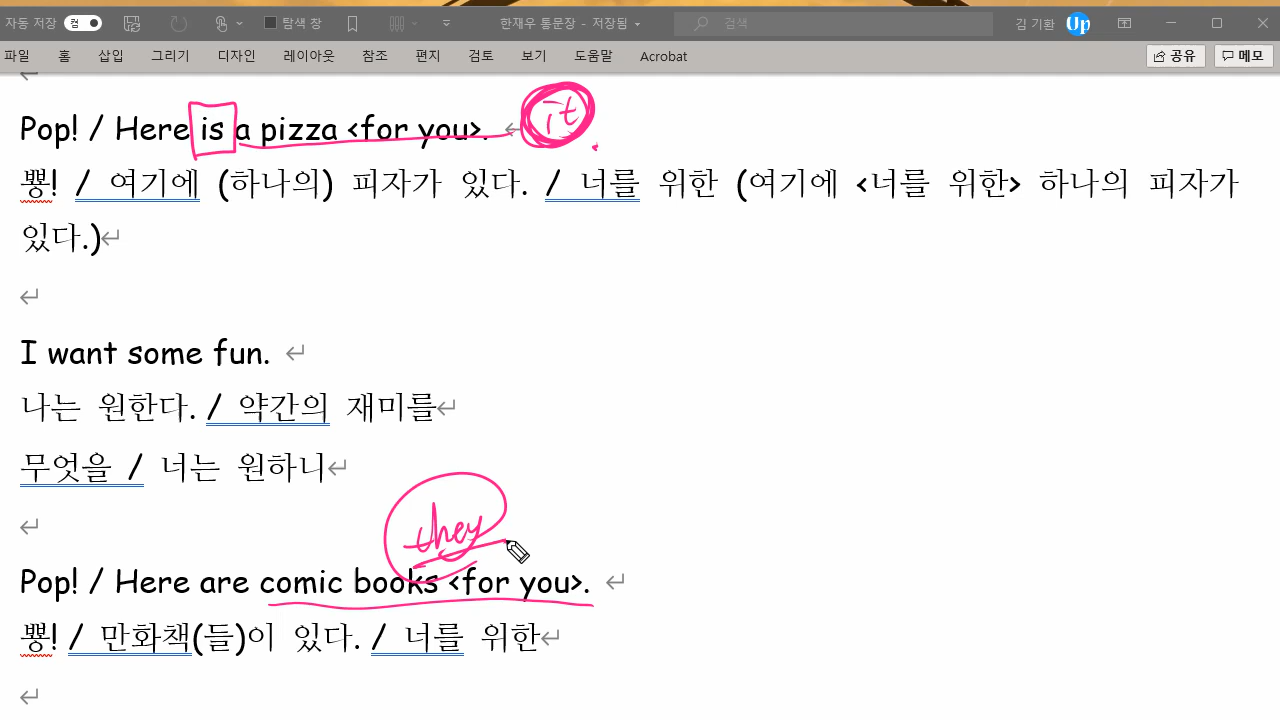 자동 저장 컴 탐색 창 한재우 통문장 - 저장됨 검색 김 기환 Up
파일 홈 삽입 그리기 디자인 레이아웃 참조 편지 검토 보기 도움말 Acrobat 공유 메모
it
Pop! / Here is a pizza <for you>.
뿅! / 여기에 (하나의) 피자가 있다. / 너를 위한 (여기에 <너를 위한> 하나의 피자가
있다.)
I want some fun.
나는 원한다. / 약간의 재미를
무엇을 / 너는 원하니
they
Pop! / Here are comic books <for you>.
뿅! / 만화책(들)이 있다. / 너를 위한